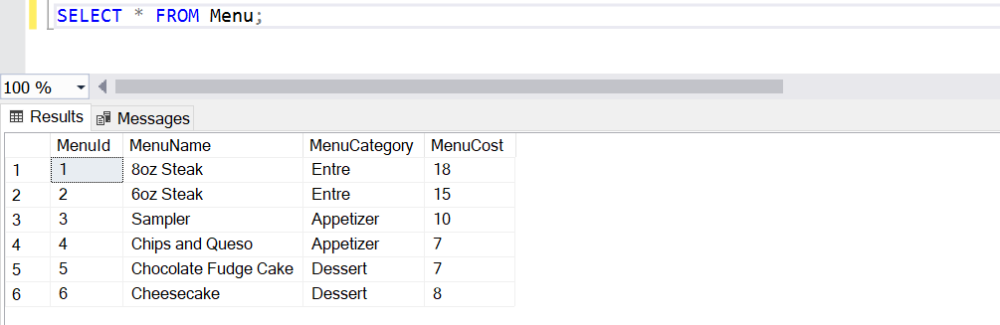 SELECT * FROM Menu;
100 %
Results Messages
MenuId MenuName MenuCategory MenuCost
1 1 8oz Steak Entre 18
2 2 6oz Steak Entre 15
3 3 Sampler Appetizer 10
4 4 Chips and Queso Appetizer 7
5 5 Chocolate Fudge Cake Dessert 7
6 6 Cheesecake Dessert 8